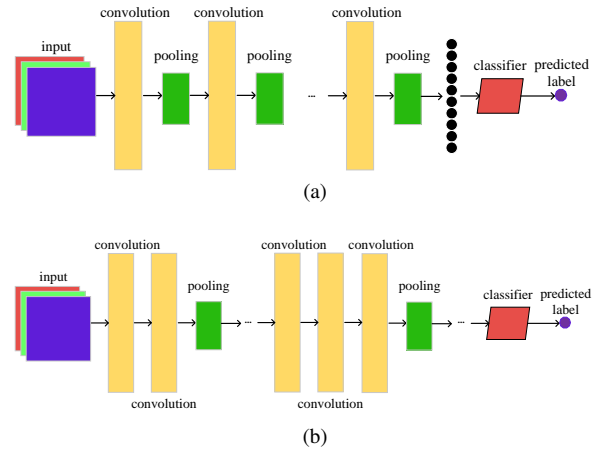 convolution convolution convolution
input pooling pooling pooling classifier predicted
label
...
(a)
convolution convolution convolution
input pooling pooling classifier predicted
label
... ... ...
convolution convolution
(b)